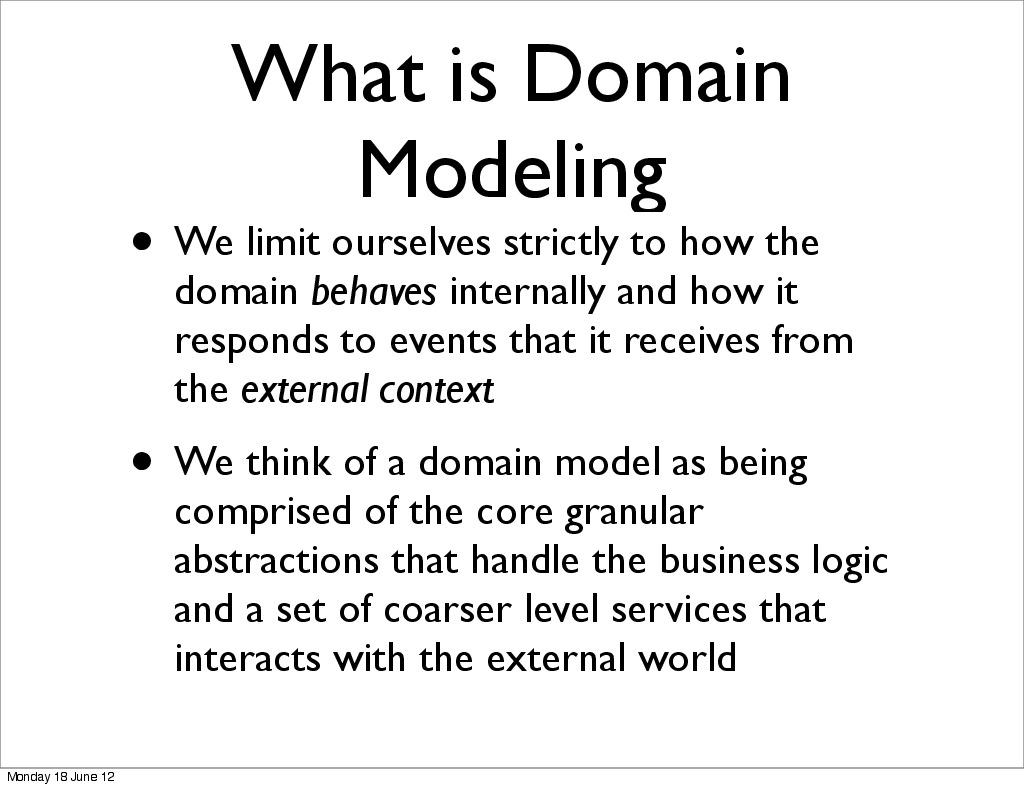 What is Domain
Modeling
• We limit ourselves strictly to how the
domain behaves internally and how it
responds to events that it receives from
the external context
• We think of a domain model as being
comprised of the core granular
abstractions that handle the business logic
and a set of coarser level services that
interacts with the external world
Monday 18 June 12